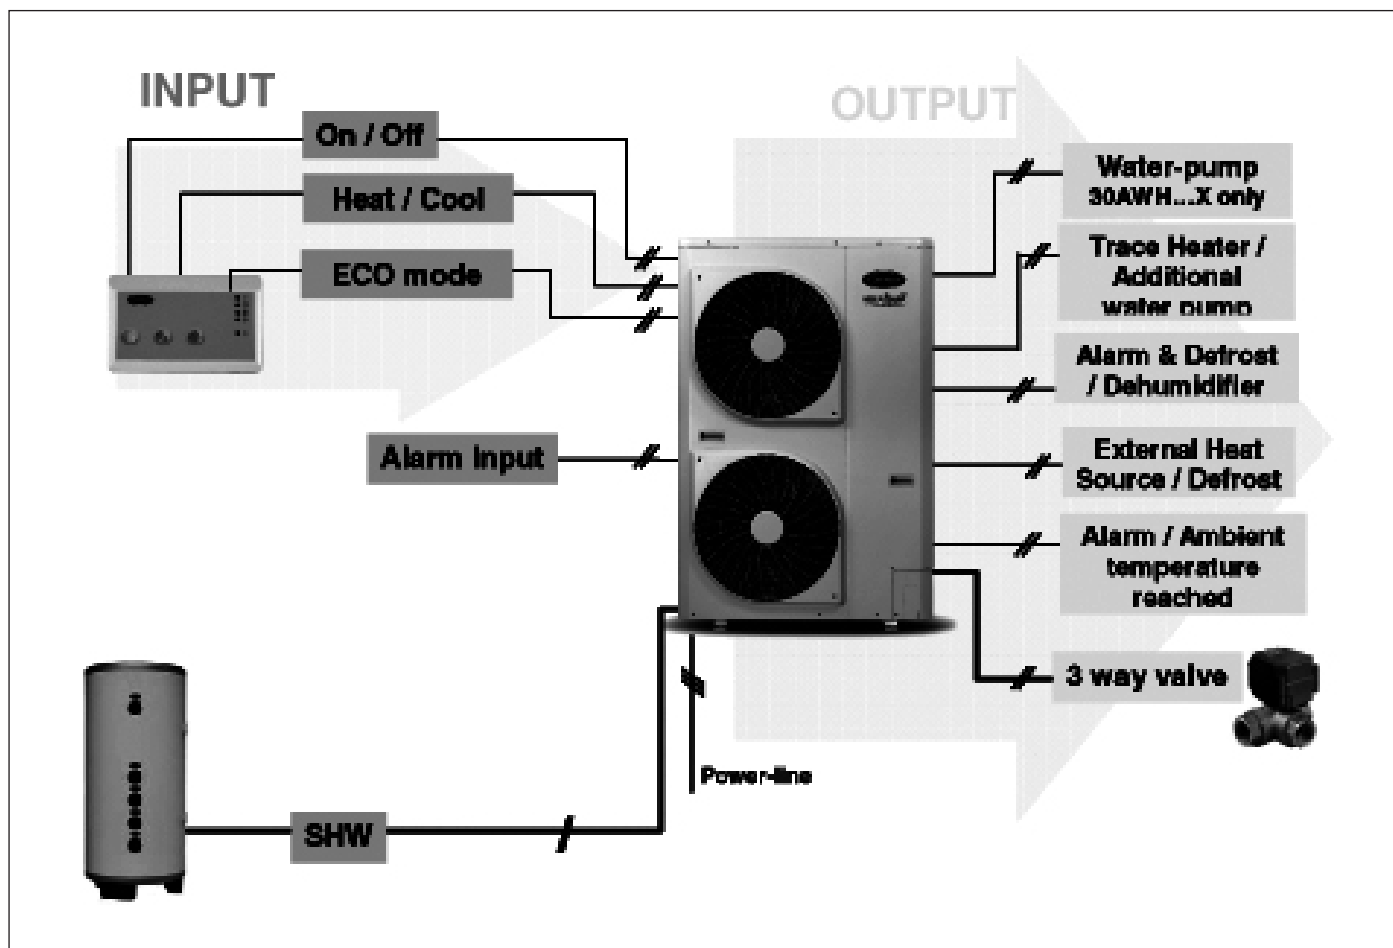 INPUT
OUTPUT
On / Off
Heat / Cool
ECO mode
Alarm input
SHW
Power-line
Water-pump
30AWH...X only
Trace Heater /
Additional
water pump
Alarm & Defrost
/ Dehumidifier
External Heat
Source / Defrost
Alarm / Ambient
temperature
reached
3 way valve